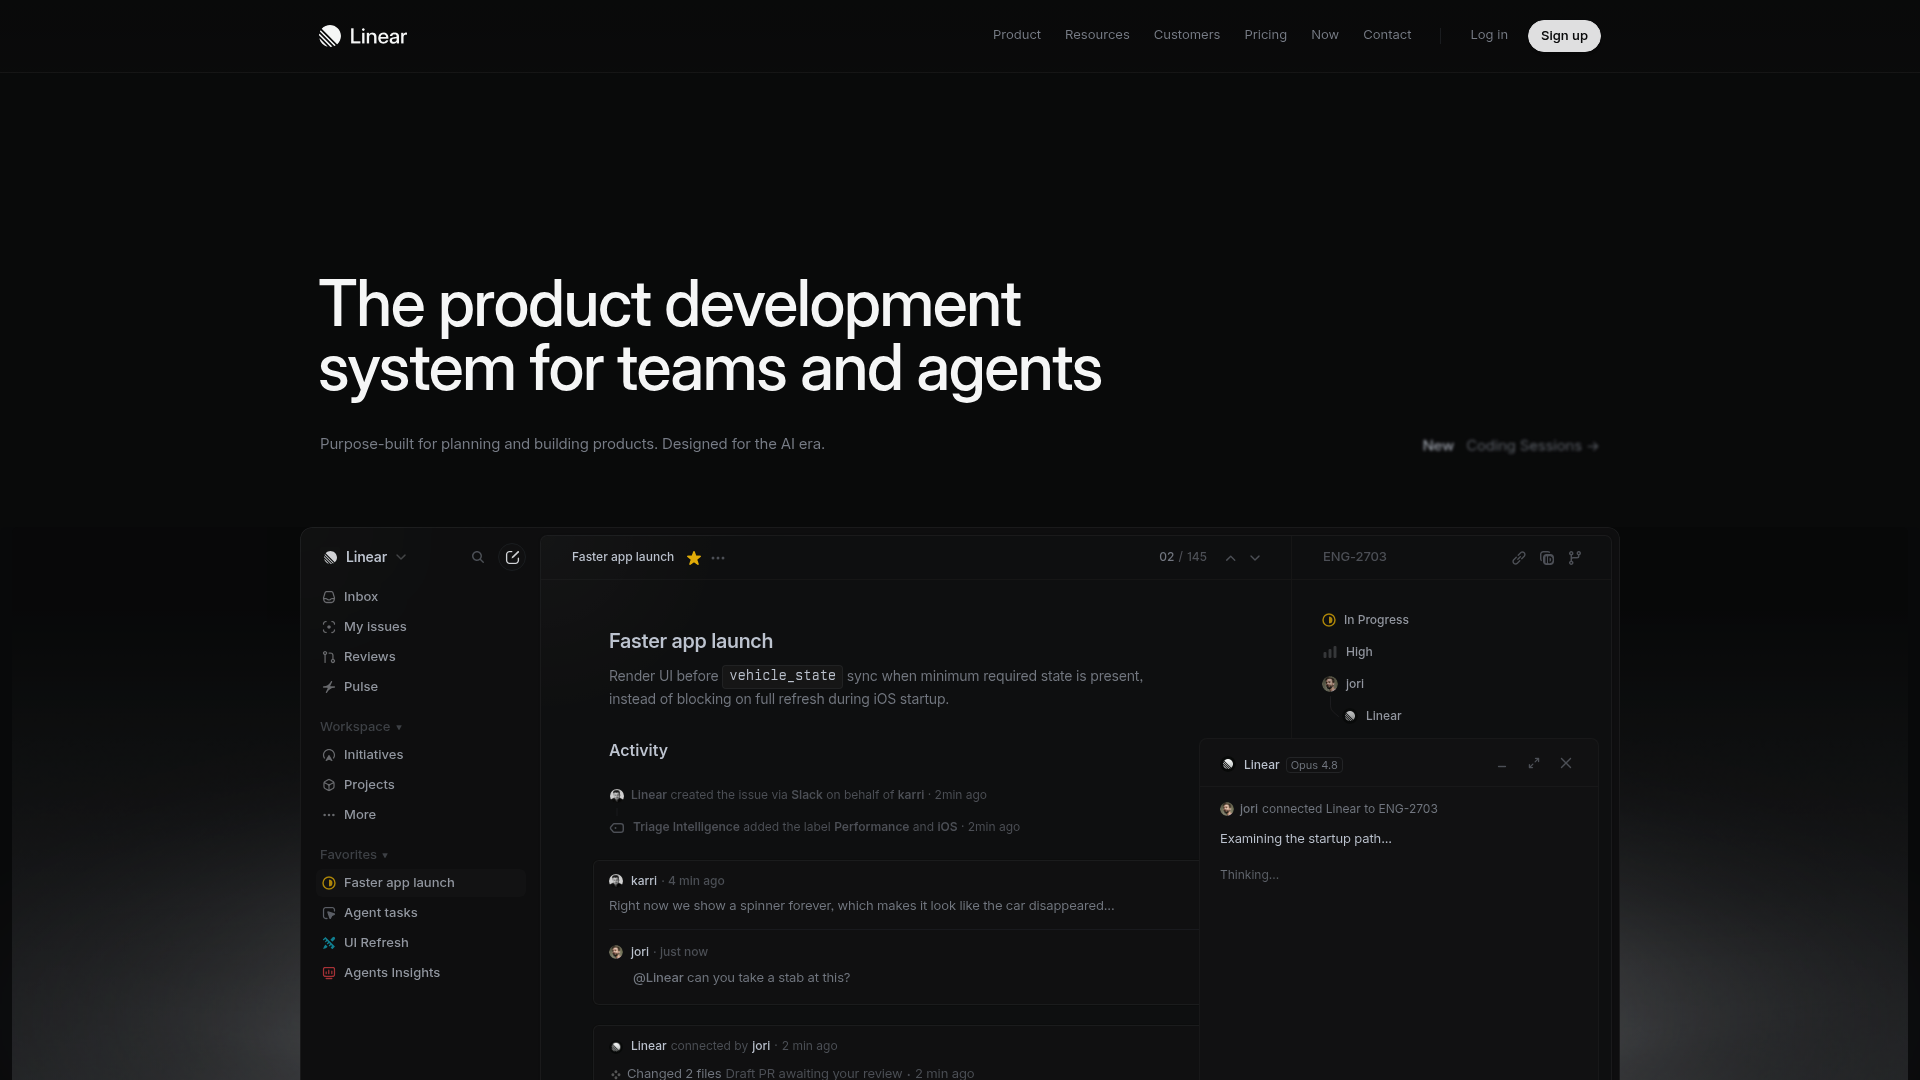 Linear
Product Resources Customers Pricing Now Contact Log in Sign up
The product development
system for teams and agents
Purpose-built for planning and building products. Designed for the AI era.
New Coding Sessions →
Linear
Inbox
My issues
Reviews
Pulse
Workspace
Initiatives
Projects
More
Favorites
Faster app launch
Agent tasks
UI Refresh
Agents Insights
Faster app launch
02 / 145
Faster app launch
Render UI before vehicle_state sync when minimum required state is present,
instead of blocking on full refresh during iOS startup.
Activity
Linear created the issue via Slack on behalf of karri · 2min ago
Triage Intelligence added the label Performance and iOS · 2min ago
karri · 4 min ago
Right now we show a spinner forever, which makes it look like the car disappeared...
jori · just now
@Linear can you take a stab at this?
Linear connected by jori · 2 min ago
Changed 2 files Draft PR awaiting your review • 2 min ago
ENG-2703
In Progress
High
jori
Linear
Linear Opus 4.8
jori connected Linear to ENG-2703
Examining the startup path...
Thinking...